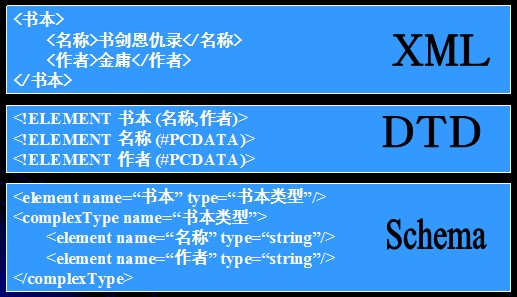 <书本>
<名称>书剑恩仇录</名称>
<作者>金庸</作者>
</书本>
XML
<!ELEMENT 书本 (名称,作者)>
<!ELEMENT 名称 (#PCDATA)>
<!ELEMENT 作者 (#PCDATA)>
DTD
<element name=“书本” type=“书本类型”/>
<complexType name=“书本类型”>
<element name=“名称” type=“string”/>
<element name=“作者” type=“string”/>
</complexType>
Schema